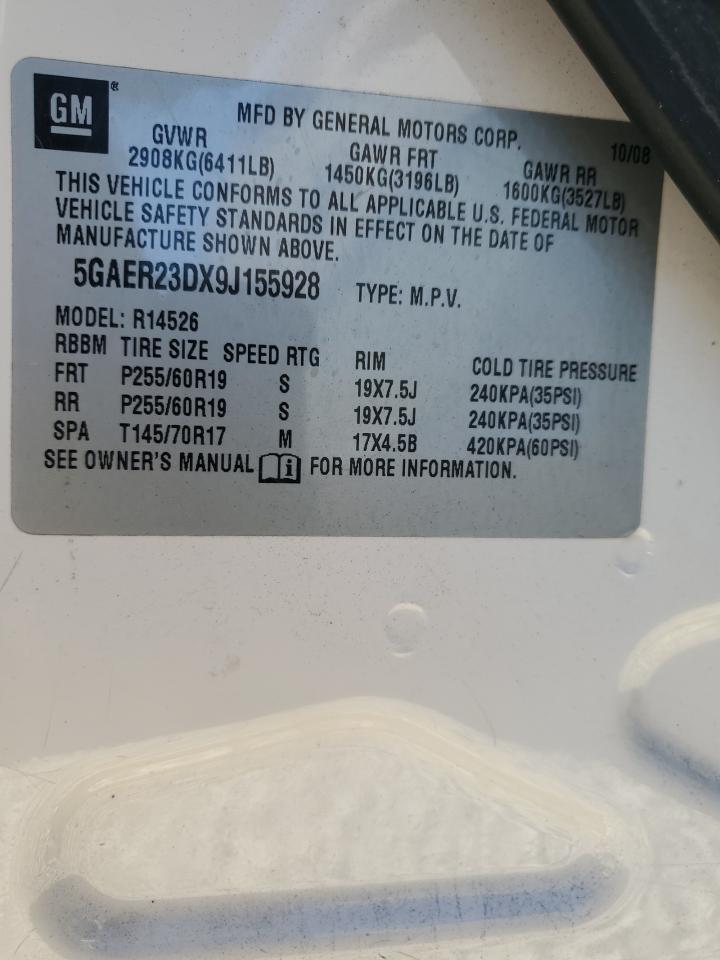 GM®
MFD BY GENERAL MOTORS CORP. 10/08
GVWR GAWR FRT GAWR RR
2908KG(6411LB) 1450KG(3196LB) 1600KG(3527LB)
THIS VEHICLE CONFORMS TO ALL APPLICABLE U.S. FEDERAL MOTOR
VEHICLE SAFETY STANDARDS IN EFFECT ON THE DATE OF
MANUFACTURE SHOWN ABOVE.
5GAER23DX9J155928 TYPE: M.P.V.
MODEL: R14526
RBBM TIRE SIZE SPEED RTG RIM COLD TIRE PRESSURE
FRT P255/60R19 S 19X7.5J 240KPA(35PSI)
RR P255/60R19 S 19X7.5J 240KPA(35PSI)
SPA T145/70R17 M 17X4.5B 420KPA(60PSI)
SEE OWNER'S MANUAL i FOR MORE INFORMATION.